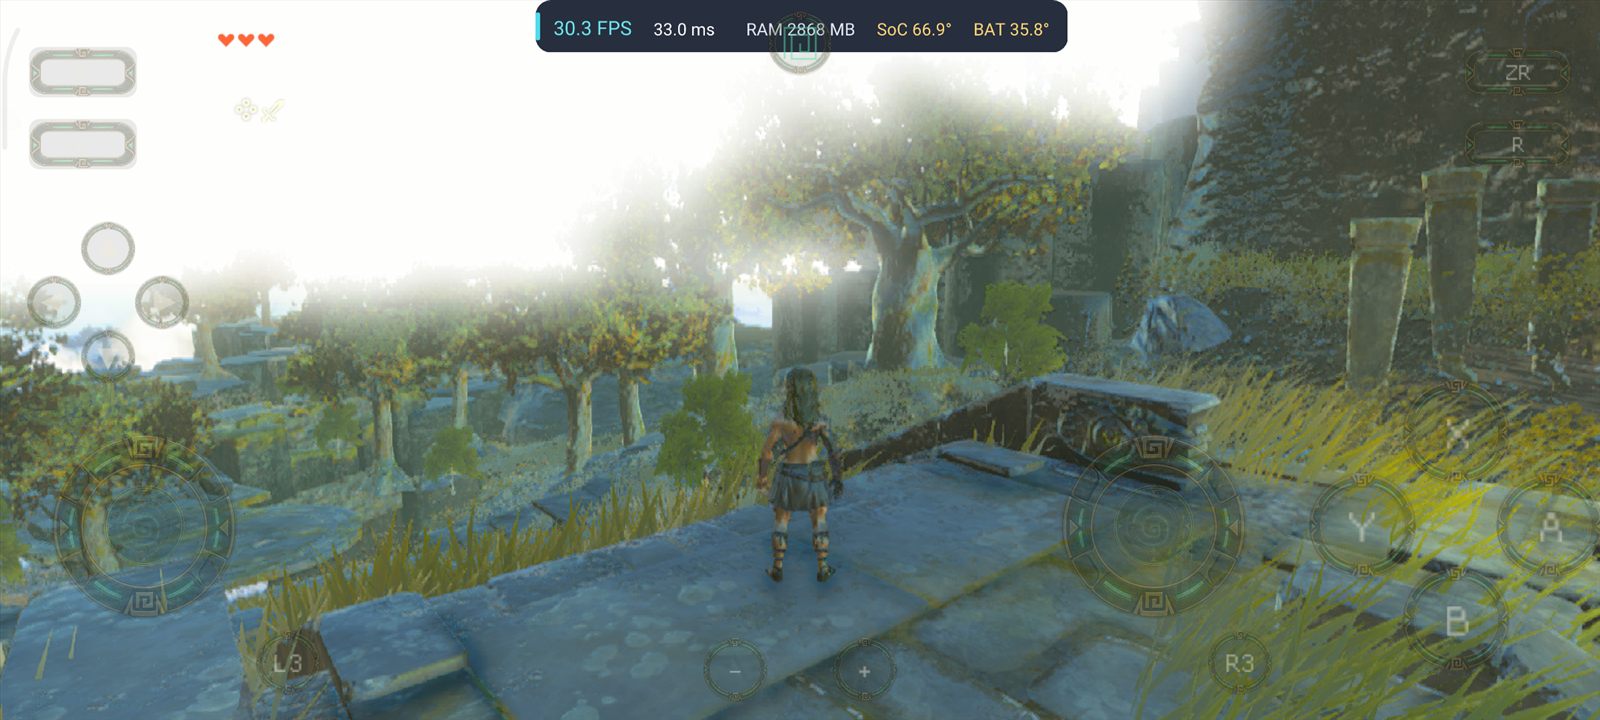 30.3 FPS 33.0 ms RAM 2868 MB SoC 66.9° BAT 35.8°
ZR
R
X
Y A
B
L3 − + R3